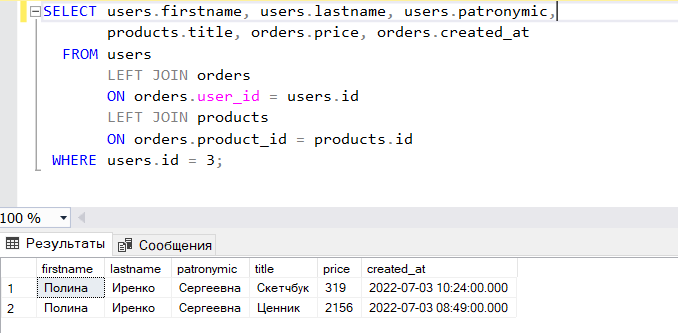 SELECT users.firstname, users.lastname, users.patronymic,
products.title, orders.price, orders.created_at
FROM users
LEFT JOIN orders
ON orders.user_id = users.id
LEFT JOIN products
ON orders.product_id = products.id
WHERE users.id = 3;
100 %
Результаты Сообщения
firstname lastname patronymic title price created_at
1 Полина Иренко Сергеевна Скетчбук 319 2022-07-03 10:24:00.000
2 Полина Иренко Сергеевна Ценник 2156 2022-07-03 08:49:00.000